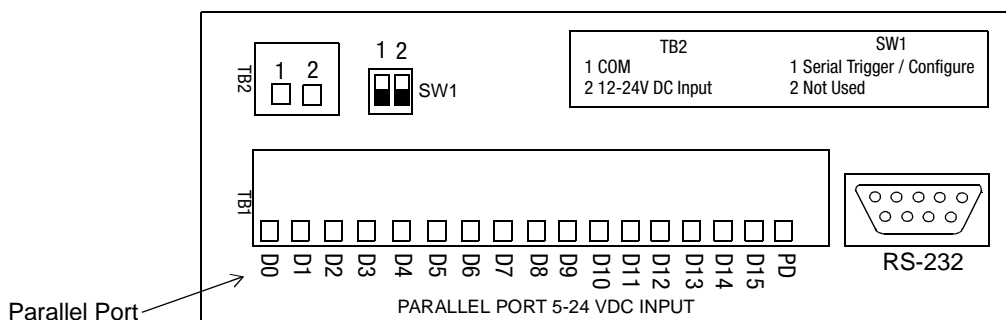 TB2
1 2
1 2
SW1
TB2 SW1
1 COM 1 Serial Trigger / Configure
2 12-24V DC Input 2 Not Used
TB1
D0 D1 D2 D3 D4 D5 D6 D7 D8 D9 D10 D11 D12 D13 D14 D15 PD
RS-232
PARALLEL PORT 5-24 VDC INPUT
Parallel Port